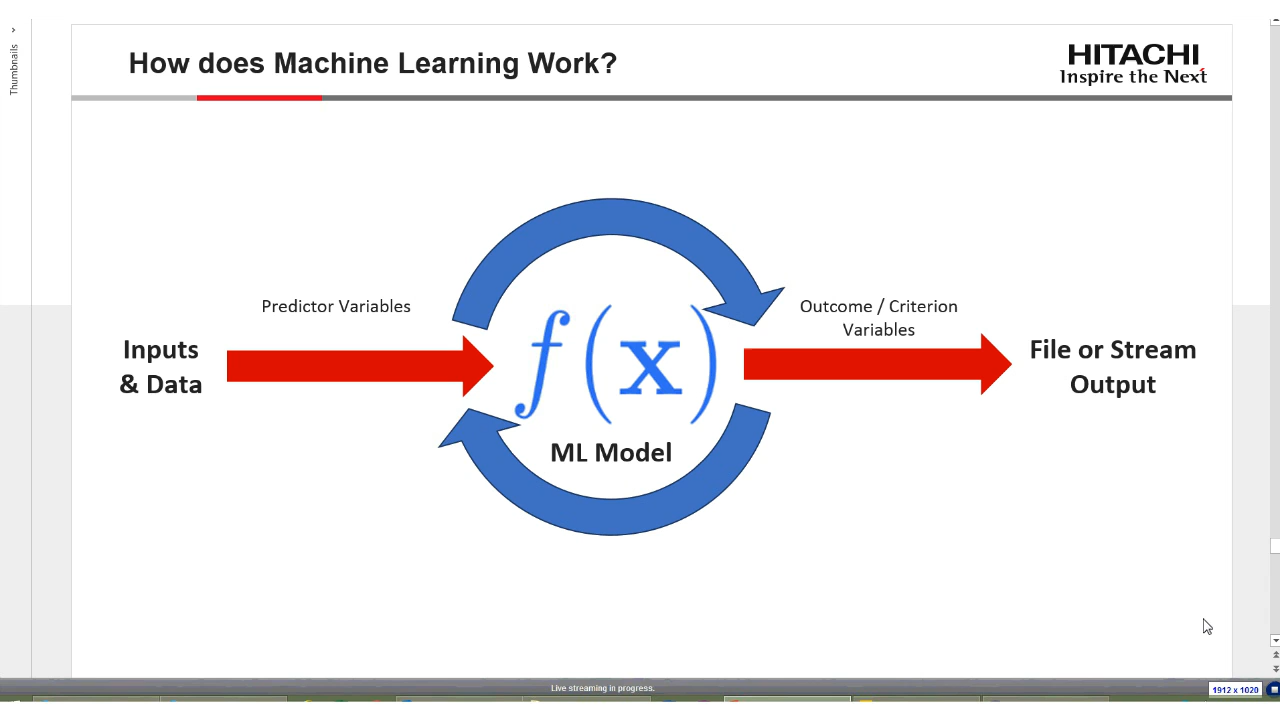 Thumbnails
How does Machine Learning Work?
HITACHI
Inspire the Next
Predictor Variables
Outcome / Criterion
Variables
Inputs
& Data
f(x)
File or Stream
Output
ML Model
Live streaming in progress.
1912 x 1020